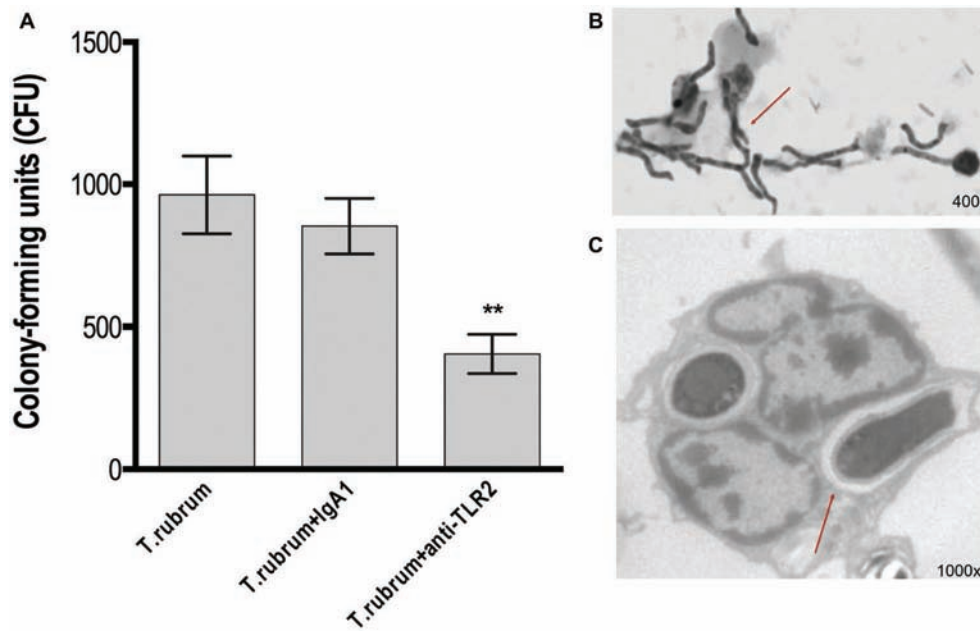 A
Colony-forming units (CFU)
1500
1000
500
0
**
T.rubrum
T.rubrum+IgA1
T.rubrum+anti-TLR2
B
400
C
1000x